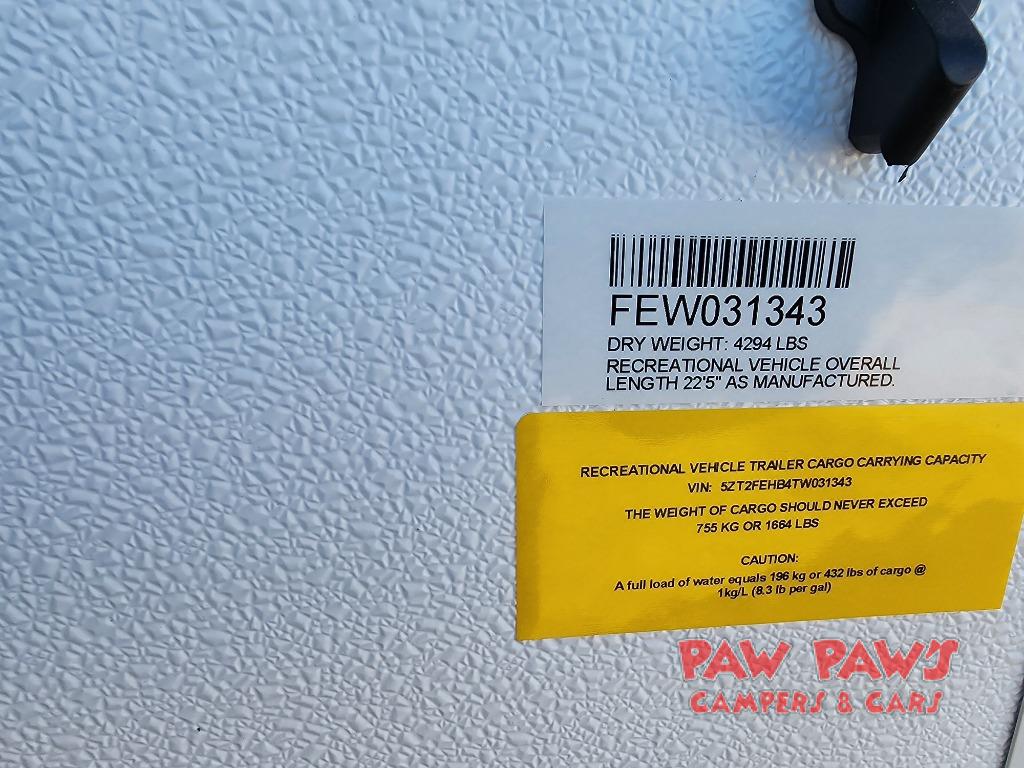 FEW031343
DRY WEIGHT: 4294 LBS
RECREATIONAL VEHICLE OVERALL
LENGTH 22'5" AS MANUFACTURED.
RECREATIONAL VEHICLE TRAILER CARGO CARRYING CAPACITY
VIN: 5ZT2FEHB4TW031343
THE WEIGHT OF CARGO SHOULD NEVER EXCEED
755 KG OR 1664 LBS
CAUTION:
A full load of water equals 196 kg or 432 lbs of cargo @
1kg/L (8.3 lb per gal)
PAW PAW'S
CAMPERS & CARS